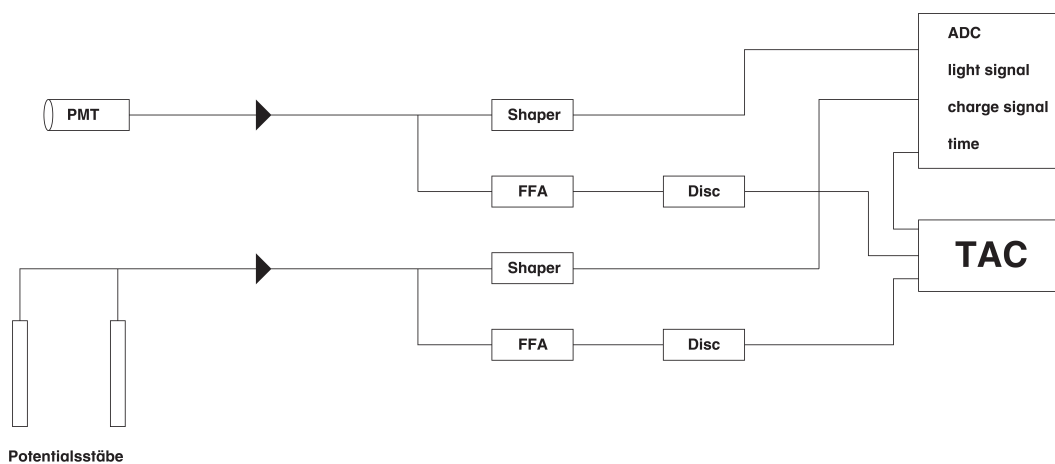 ADC
light signal
charge signal
time
PMT
Shaper
FFA
Disc
TAC
Shaper
FFA
Disc
Potentialsstäbe